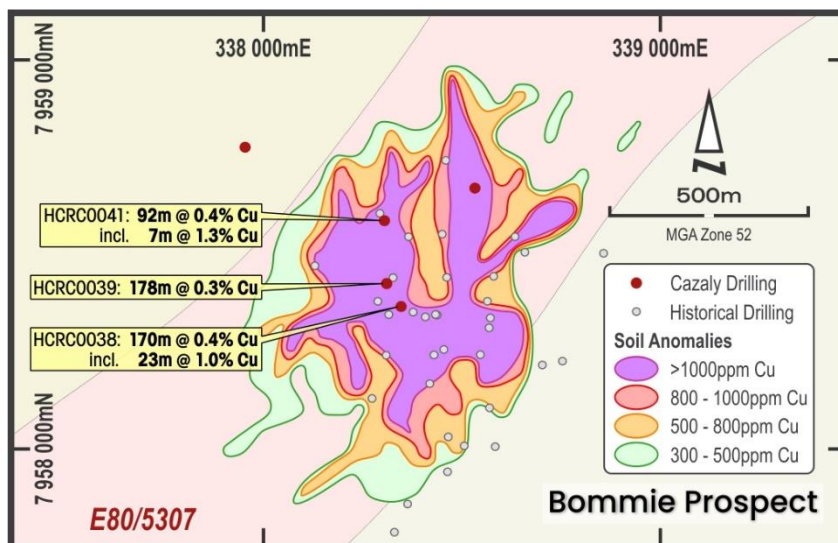 338 000mE
339 000mE
7 959 000mN
500m
MGA Zone 52
HCRC0041: 92m @ 0.4% Cu
incl. 7m @ 1.3% Cu
HCRC0039: 178m @ 0.3% Cu
HCRC0038: 170m @ 0.4% Cu
incl. 23m @ 1.0% Cu
Cazaly Drilling
Historical Drilling
Soil Anomalies
>1000ppm Cu
800 - 1000ppm Cu
500 - 800ppm Cu
300 - 500ppm Cu
7 958 000mN
E80/5307
Bommie Prospect